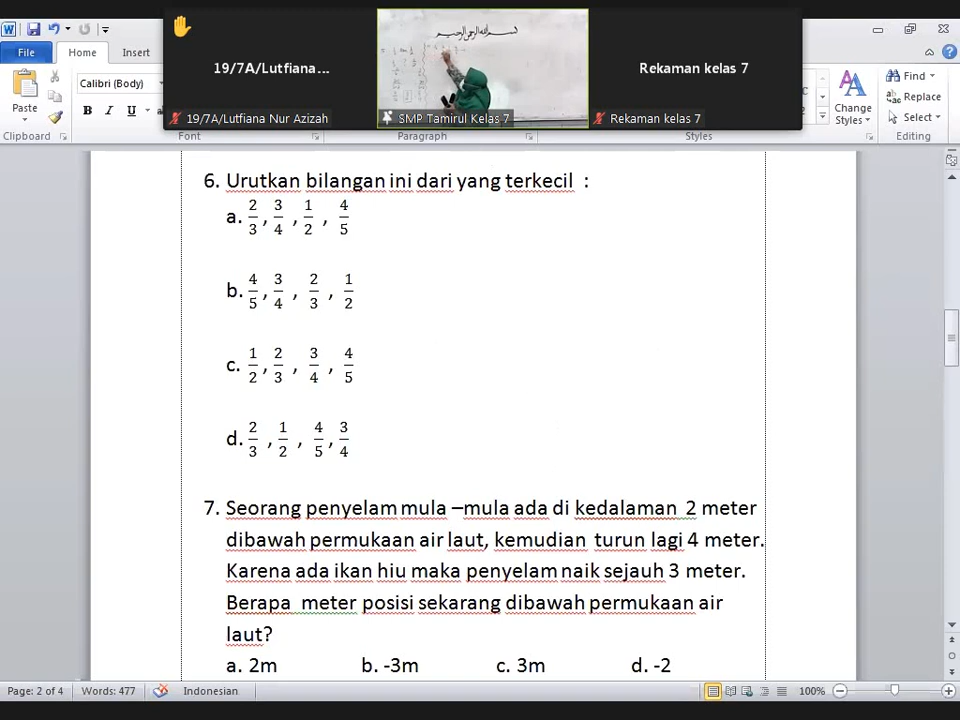 19/7A/Lutfiana...
Rekaman kelas 7
19/7A/Lutfiana Nur Azizah
SMP Tamirul Kelas 7
Rekaman kelas 7
بسم الله الرحمن الرحيم
File
Home
Insert
Paste
Calibri (Body)
B I U
Change
Styles
Find
Replace
Select
Clipboard
Font
Paragraph
Styles
Editing
6. Urutkan bilangan ini dari yang terkecil :
a. 2/3 , 3/4 , 1/2 , 4/5
b. 4/5 , 3/4 , 2/3 , 1/2
c. 1/2 , 2/3 , 3/4 , 4/5
d. 2/3 , 1/2 , 4/5 , 3/4
7. Seorang penyelam mula –mula ada di kedalaman 2 meter
dibawah permukaan air laut, kemudian turun lagi 4 meter.
Karena ada ikan hiu maka penyelam naik sejauh 3 meter.
Berapa meter posisi sekarang dibawah permukaan air
laut?
a. 2m b. -3m c. 3m d. -2
Page: 2 of 4 Words: 477 Indonesian 100%